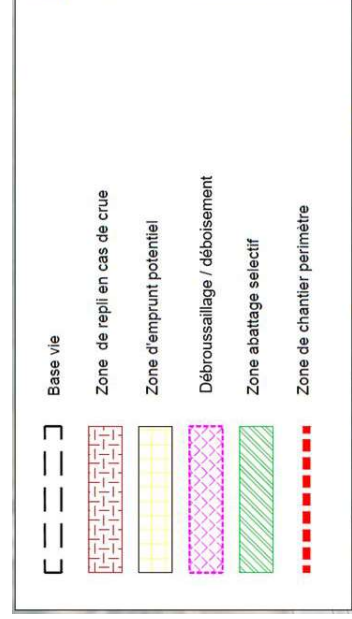 Base vie
Zone de repli en cas de crue
Zone d'emprunt potentiel
Débroussaillage / déboisement
Zone abattage selectif
Zone de chantier perimètre